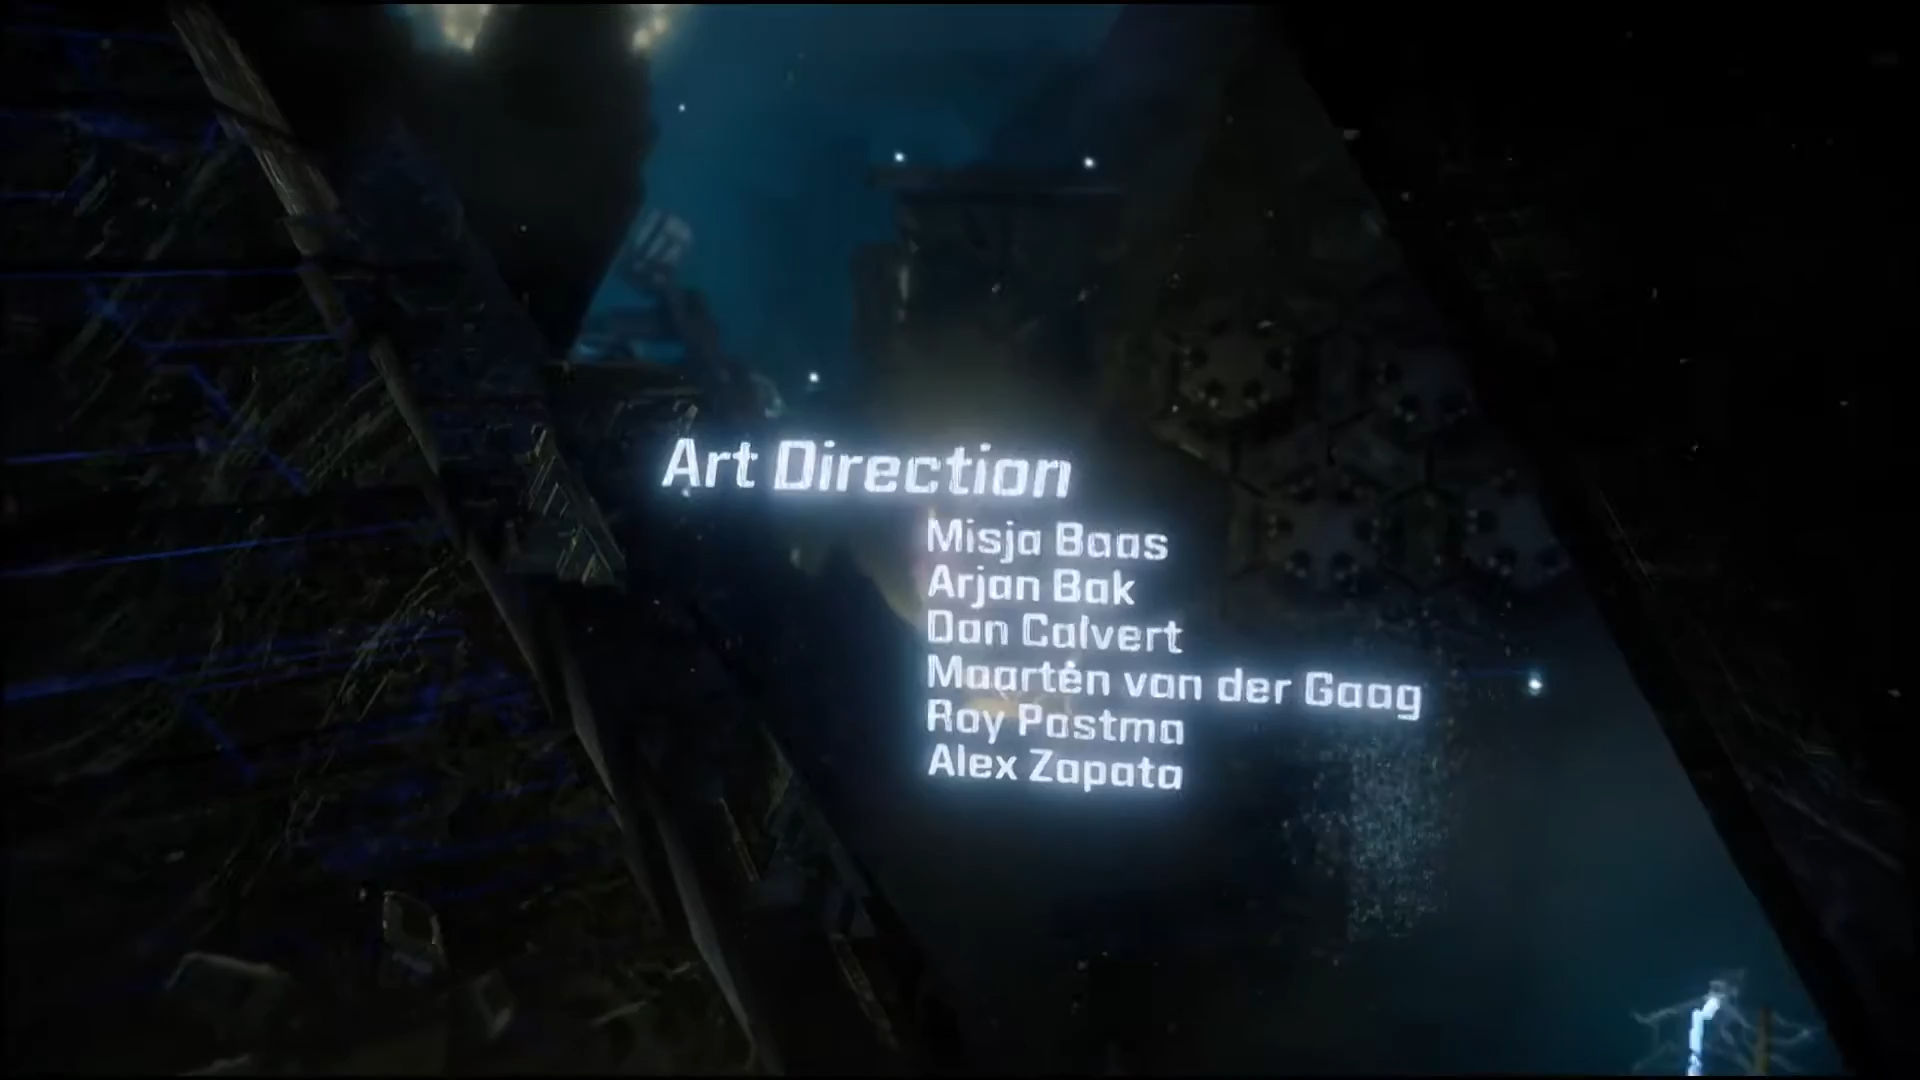 Art Direction
Misja Baas
Arjan Bak
Dan Calvert
Maarten van der Gaag
Roy Postma
Alex Zapata